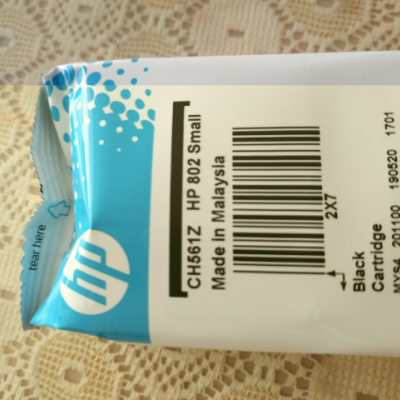 tear here
hp
CH561Z HP 802 Small
Made in Malaysia
2X7
Black
Cartridge
MYS4 201100 190520 1701